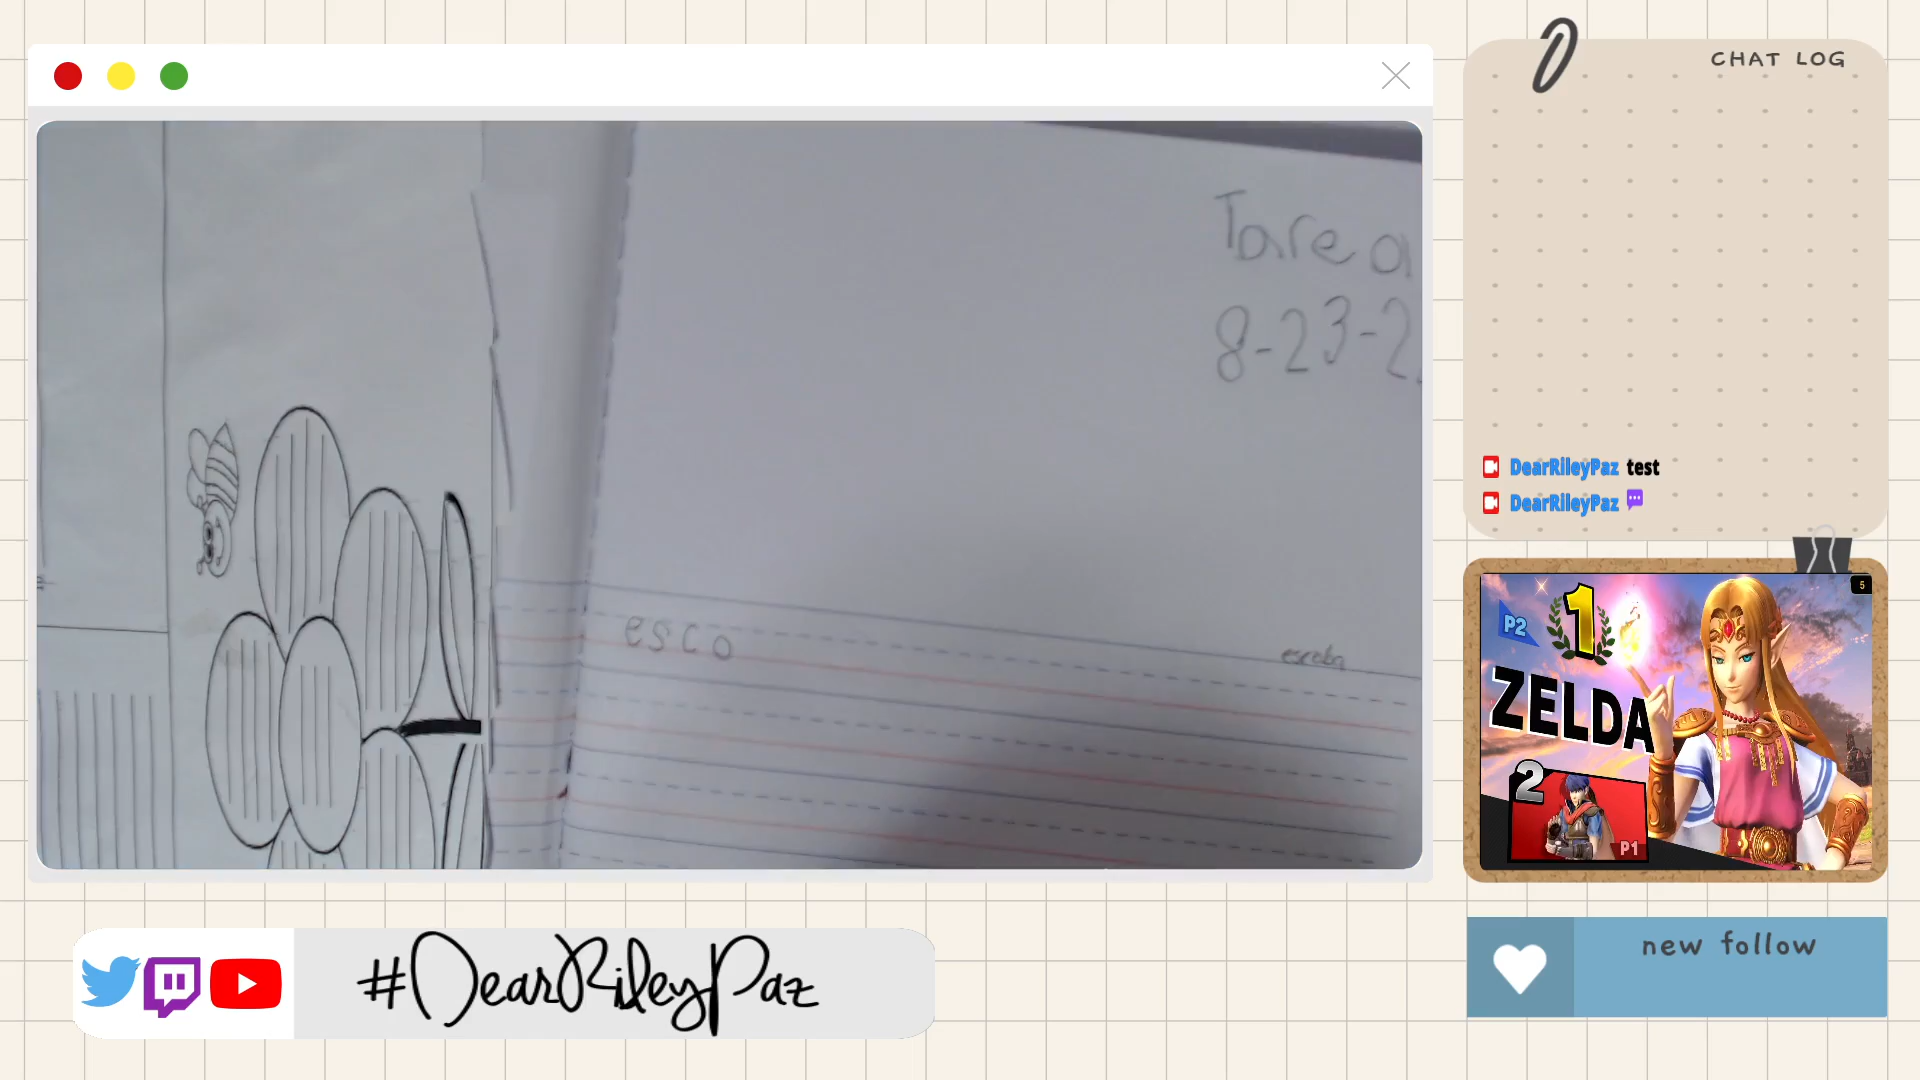 CHAT LOG
Tarea
8-23-2
esco
escoba
DearRileyPaz test
DearRileyPaz
5
P2
1
ZELDA
2
P1
#DearRileyPaz
new follow